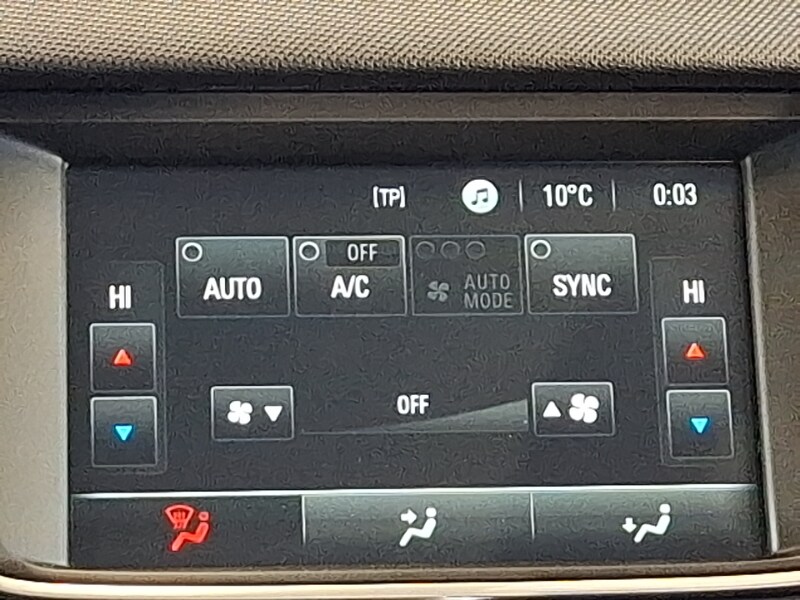 [TP] 10°C 0:03
OFF
HI AUTO A/C AUTO
MODE SYNC HI
OFF